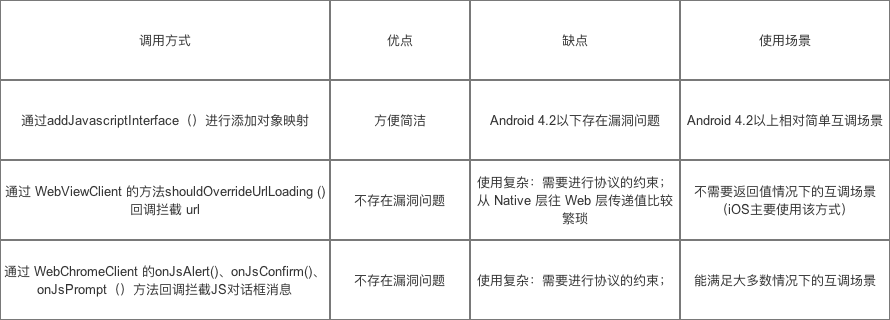 调用方式
优点
缺点
使用场景
通过addJavascriptInterface（）进行添加对象映射
方便简洁
Android 4.2以下存在漏洞问题
Android 4.2以上相对简单互调场景
通过 WebViewClient 的方法shouldOverrideUrlLoading ()
回调拦截 url
不存在漏洞问题
使用复杂：需要进行协议的约束；
从 Native 层往 Web 层传递值比较
繁琐
不需要返回值情况下的互调场景
（iOS主要使用该方式）
通过 WebChromeClient 的onJsAlert()、onJsConfirm()、
onJsPrompt（）方法回调拦截JS对话框消息
不存在漏洞问题
使用复杂：需要进行协议的约束；
能满足大多数情况下的互调场景